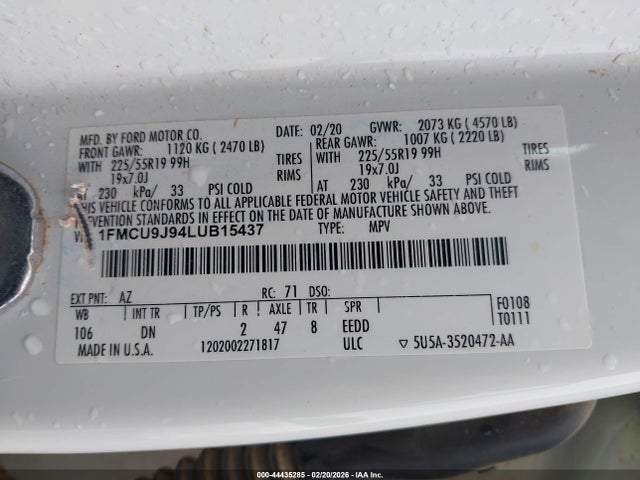 MFD. BY FORD MOTOR CO. DATE: 02/20 GVWR: 2073 KG ( 4570 LB)
FRONT GAWR: 1120 KG ( 2470 LB) REAR GAWR: 1007 KG ( 2220 LB)
WITH 225/55R19 99H TIRES WITH 225/55R19 99H TIRES
19x7.0J RIMS 19x7.0J RIMS
AT 230 kPa/ 33 PSI COLD AT 230 kPa/ 33 PSI COLD
THIS VEHICLE CONFORMS TO ALL APPLICABLE FEDERAL MOTOR VEHICLE SAFETY AND THEFT
PREVENTION STANDARDS IN EFFECT ON THE DATE OF MANUFACTURE SHOWN ABOVE.
1FMCU9J94LUB15437 TYPE: MPV
EXT PNT: AZ RC: 71 DSO:
WB INT TR TP/PS R AXLE TR SPR F0108
106 DN 2 47 8 EEDD T0111
MADE IN U.S.A. 1202002271817 ULC ▽ 5U5A-3520472-AA
000-44435285 - 02/20/2026 - IAA Inc.